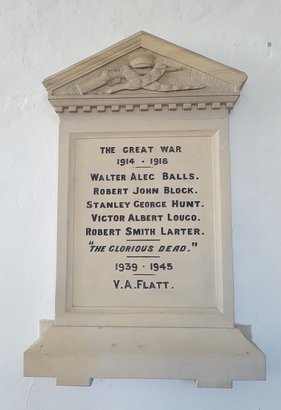 THE GREAT WAR
1914 · 1918
WALTER ALEC BALLS.
ROBERT JOHN BLOCK.
STANLEY GEORGE HUNT.
VICTOR ALBERT LOUGO.
ROBERT SMITH LARTER.
"THE GLORIOUS DEAD."
1939 · 1945
V.A.FLATT.